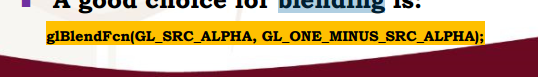 A good choice for blending is:
glBlendFcn(GL_SRC_ALPHA, GL_ONE_MINUS_SRC_ALPHA);